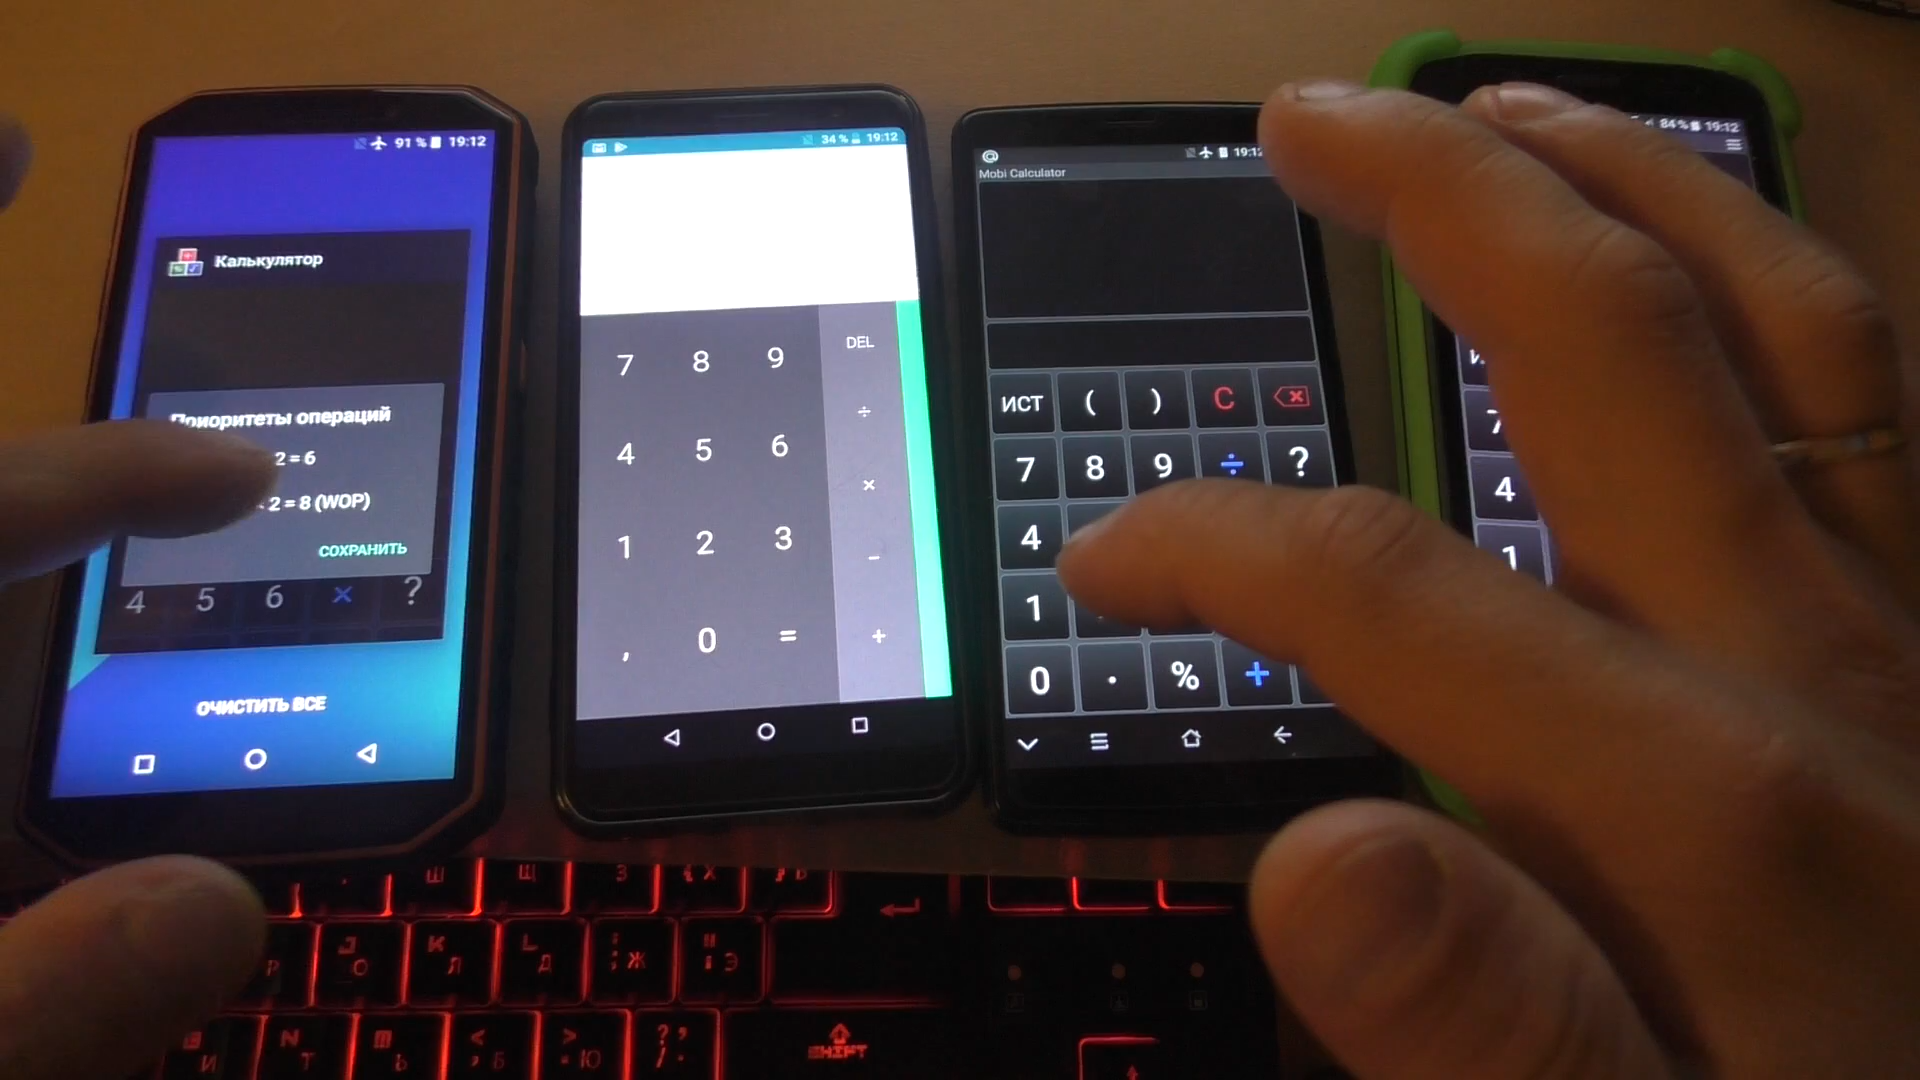 91 % 19:12
Калькулятор
Приоритеты операций
2 = 6
2 = 8 (WOP)
СОХРАНИТЬ
4 5 6 × ?
ОЧИСТИТЬ ВСЕ
34 % 19:12
7 8 9 DEL
÷
4 5 6 ×
1 2 3 −
, 0 = +
19:12
Mobi Calculator
ИСТ ( ) C
7 8 9 ÷ ?
4
1
0 . % +
84 % 19:12
4
1
Ш Щ З { Х Ъ
J О K Л L Д : ; Ж " Э
И N Т Ь < , Б > . Ю ? /
SHIFT